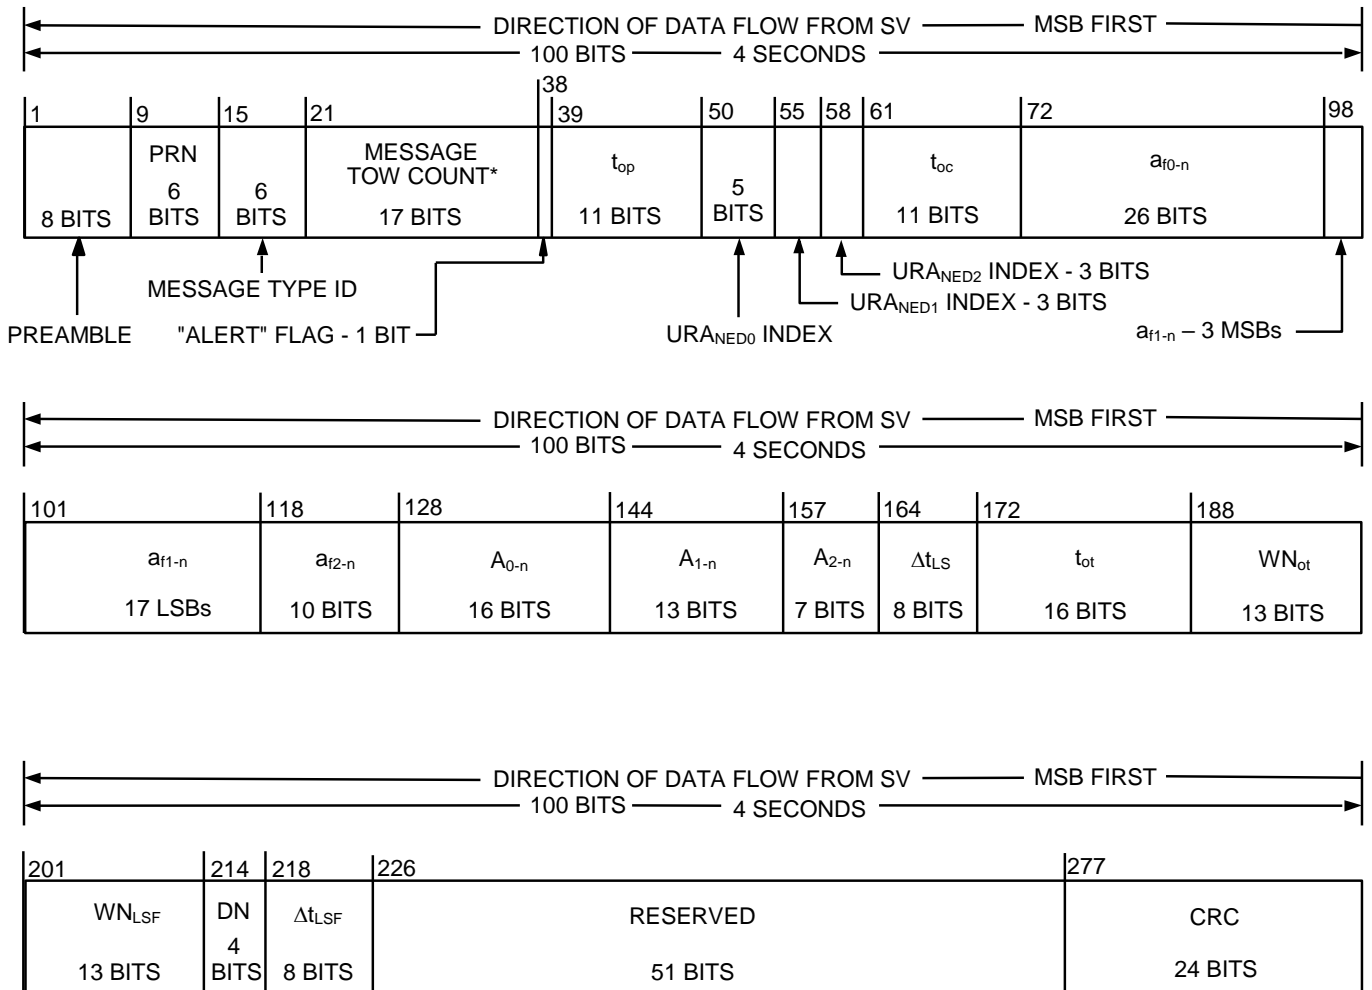 DIRECTION OF DATA FLOW FROM SV MSB FIRST
100 BITS 4 SECONDS
1 9 15 21 38 39 50 55 58 61 72 98
8 BITS
PRN
6
BITS
6
BITS
MESSAGE
TOW COUNT*
17 BITS
top
11 BITS
5
BITS
toc
11 BITS
af0-n
26 BITS
MESSAGE TYPE ID
URANED2 INDEX - 3 BITS
URANED1 INDEX - 3 BITS
PREAMBLE
"ALERT" FLAG - 1 BIT
URANED0 INDEX
af1-n – 3 MSBs
DIRECTION OF DATA FLOW FROM SV MSB FIRST
100 BITS 4 SECONDS
101 118 128 144 157 164 172 188
af1-n
17 LSBs
af2-n
10 BITS
A0-n
16 BITS
A1-n
13 BITS
A2-n
7 BITS
ΔtLS
8 BITS
tot
16 BITS
WNot
13 BITS
DIRECTION OF DATA FLOW FROM SV MSB FIRST
100 BITS 4 SECONDS
201 214 218 226 277
WNLSF
13 BITS
DN
4
BITS
ΔtLSF
8 BITS
RESERVED
51 BITS
CRC
24 BITS